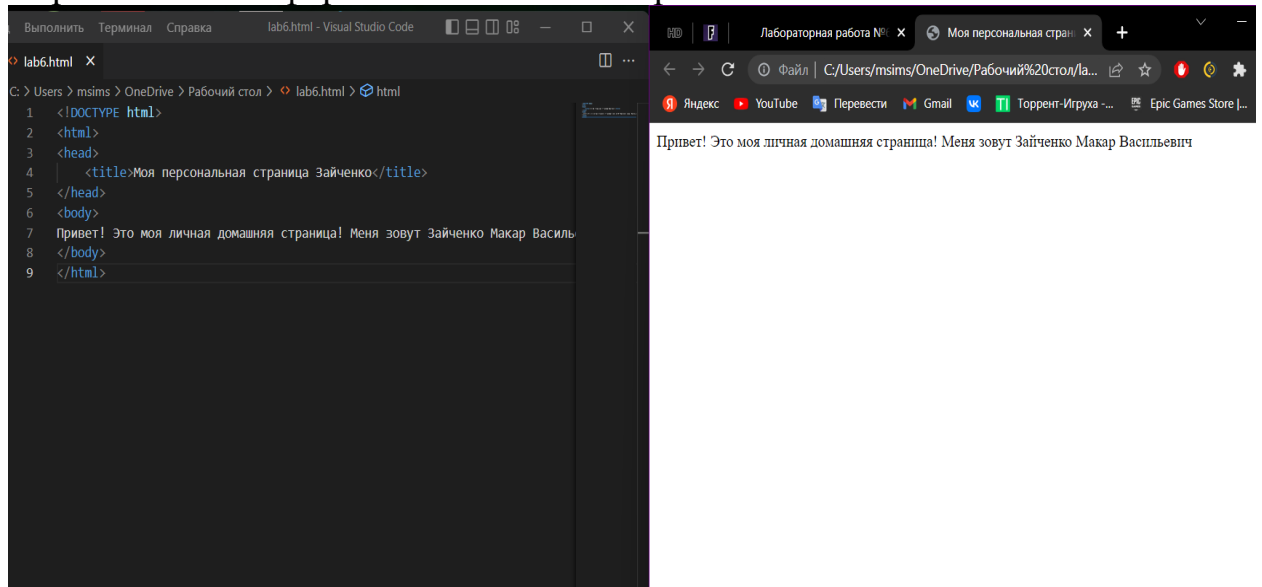 Выполнить Терминал Справка lab6.html - Visual Studio Code
lab6.html
C: > Users > msims > OneDrive > Рабочий стол > lab6.html > html
1 <!DOCTYPE html>
2 <html>
3 <head>
4 <title>Моя персональная страница Зайченко</title>
5 </head>
6 <body>
7 Привет! Это моя личная домашняя страница! Меня зовут Зайченко Макар Василь
8 </body>
9 </html>
HD Лабораторная работа № Моя персональная стран
Файл | C:/Users/msims/OneDrive/Рабочий%20стол/la...
Яндекс YouTube Перевести Gmail Торрент-Игруха -... Epic Games Store |...
Привет! Это моя личная домашняя страница! Меня зовут Зайченко Макар Васильевич